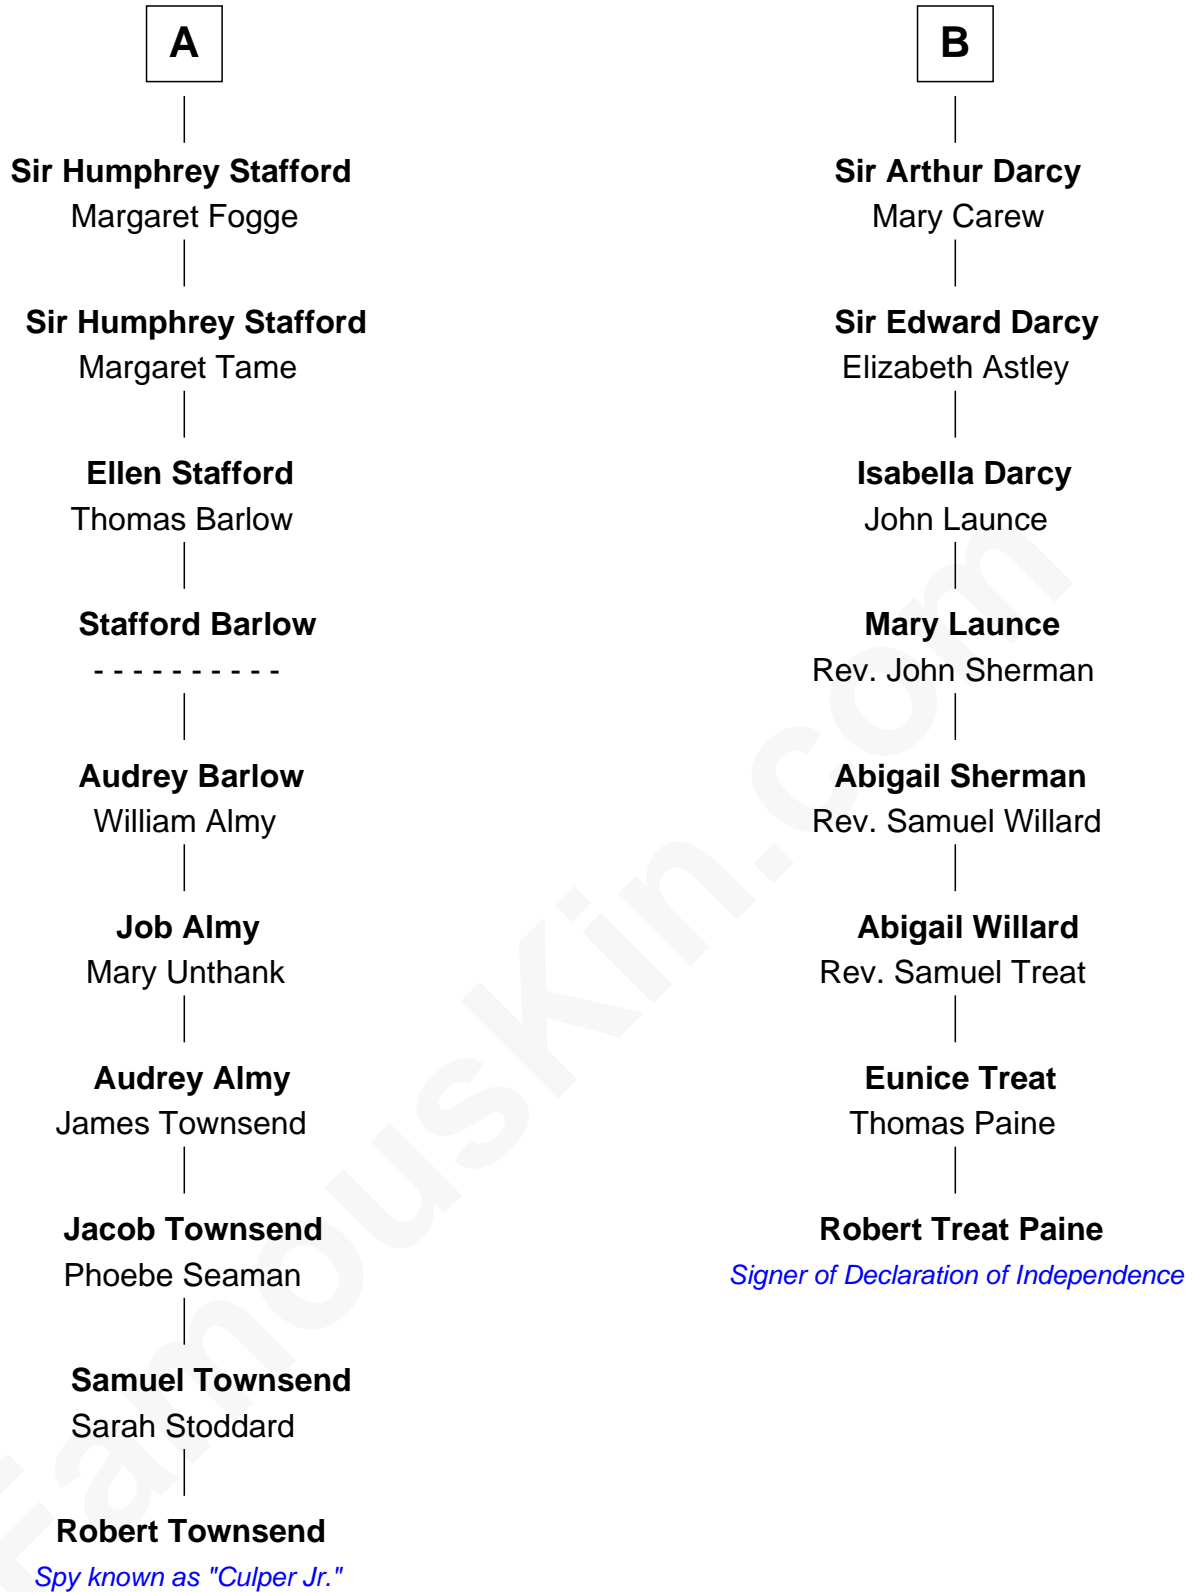 A
Sir Humphrey Stafford
Margaret Fogge
Sir Humphrey Stafford
Margaret Tame
Ellen Stafford
Thomas Barlow
Stafford Barlow
- - - - - - - - - -
Audrey Barlow
William Almy
Job Almy
Mary Unthank
Audrey Almy
James Townsend
Jacob Townsend
Phoebe Seaman
Samuel Townsend
Sarah Stoddard
Robert Townsend
Spy known as "Culper Jr."
B
Sir Arthur Darcy
Mary Carew
Sir Edward Darcy
Elizabeth Astley
Isabella Darcy
John Launce
Mary Launce
Rev. John Sherman
Abigail Sherman
Rev. Samuel Willard
Abigail Willard
Rev. Samuel Treat
Eunice Treat
Thomas Paine
Robert Treat Paine
Signer of Declaration of Independence
FamousKin.com